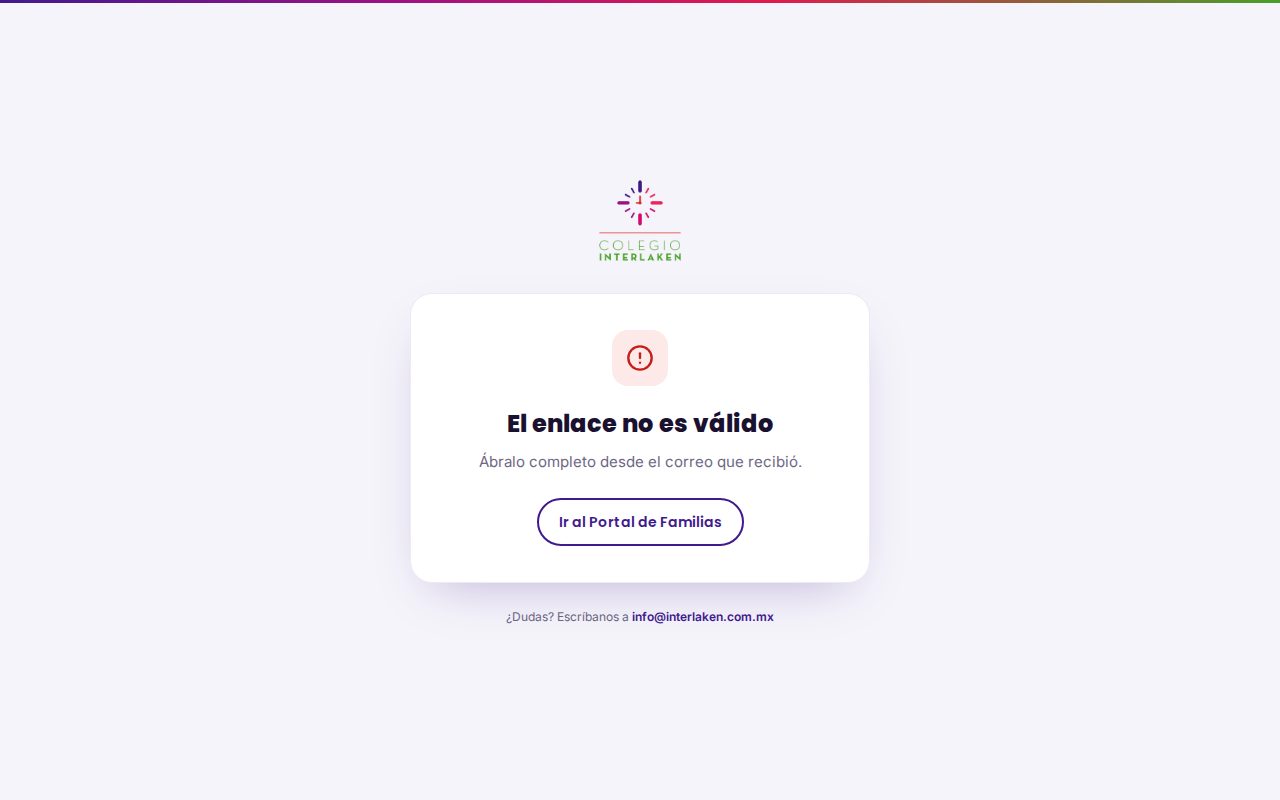 COLEGIO
INTERLAKEN
El enlace no es válido
Ábralo completo desde el correo que recibió.
Ir al Portal de Familias
¿Dudas? Escríbanos a info@interlaken.com.mx